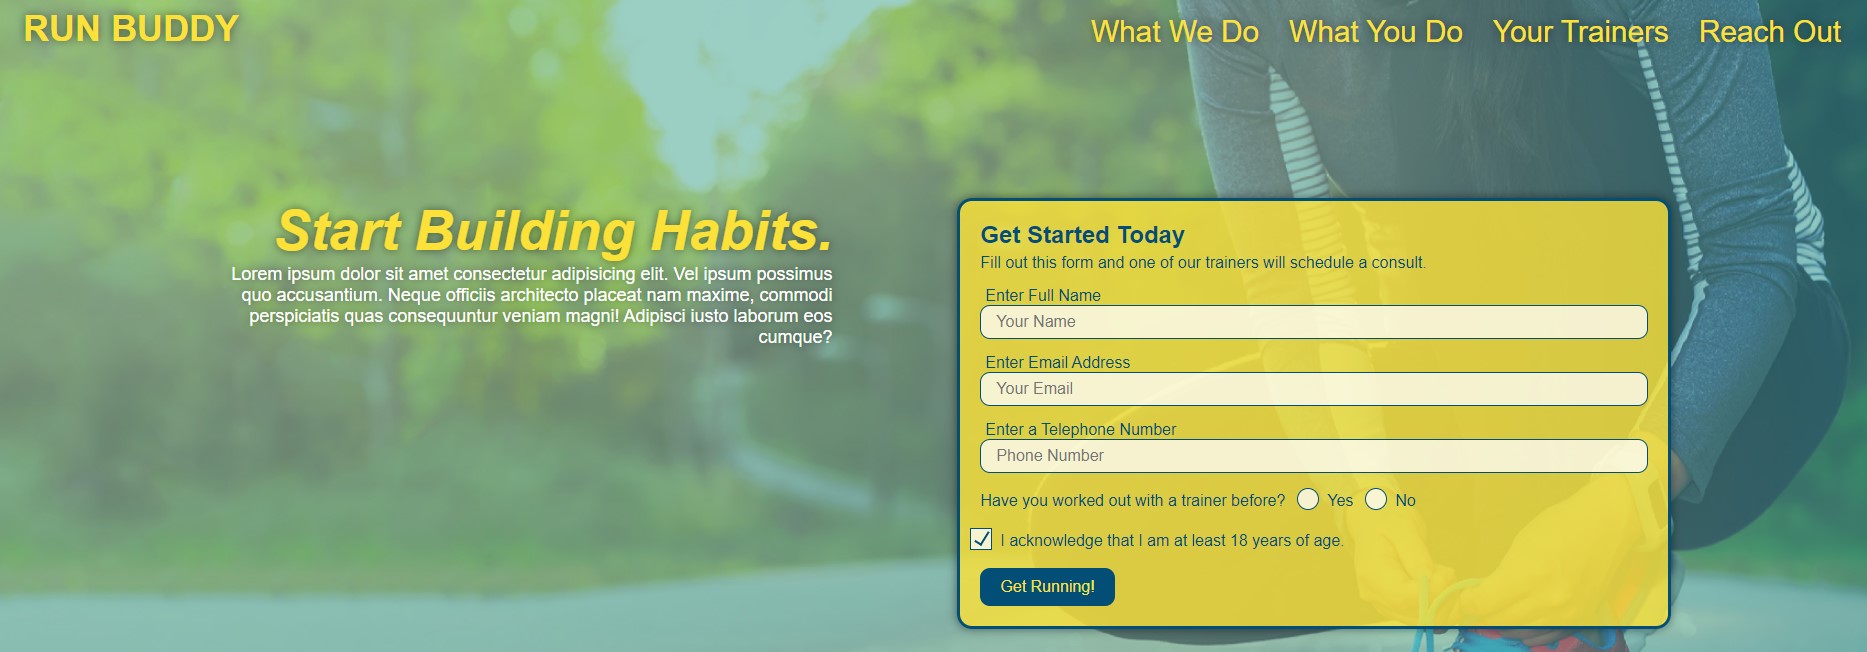 RUN BUDDY
What We Do What You Do Your Trainers Reach Out
Start Building Habits.
Lorem ipsum dolor sit amet consectetur adipisicing elit. Vel ipsum possimus
quo accusantium. Neque officiis architecto placeat nam maxime, commodi
perspiciatis quas consequuntur veniam magni! Adipisci iusto laborum eos
cumque?
Get Started Today
Fill out this form and one of our trainers will schedule a consult.
Enter Full Name
Your Name
Enter Email Address
Your Email
Enter a Telephone Number
Phone Number
Have you worked out with a trainer before? Yes No
I acknowledge that I am at least 18 years of age.
Get Running!